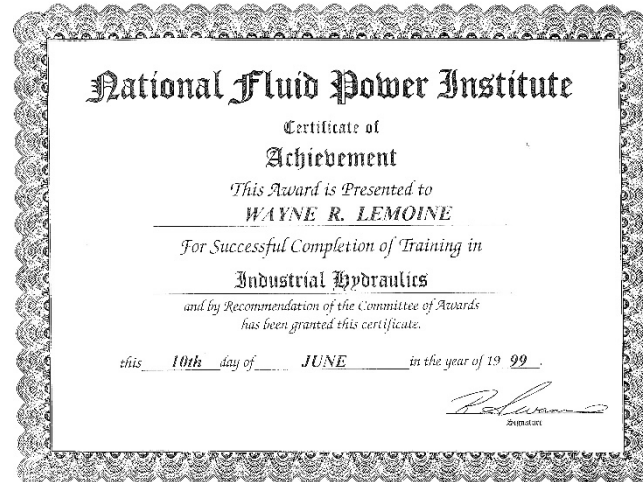 National Fluid Power Institute
Certificate of
Achievement
This Award is Presented to
WAYNE R. LEMOINE
For Successful Completion of Training in
Industrial Hydraulics
and by Recommendation of the Committee of Awards
has been granted this certificate.
this 10th day of JUNE in the year of 19 99.
Signature